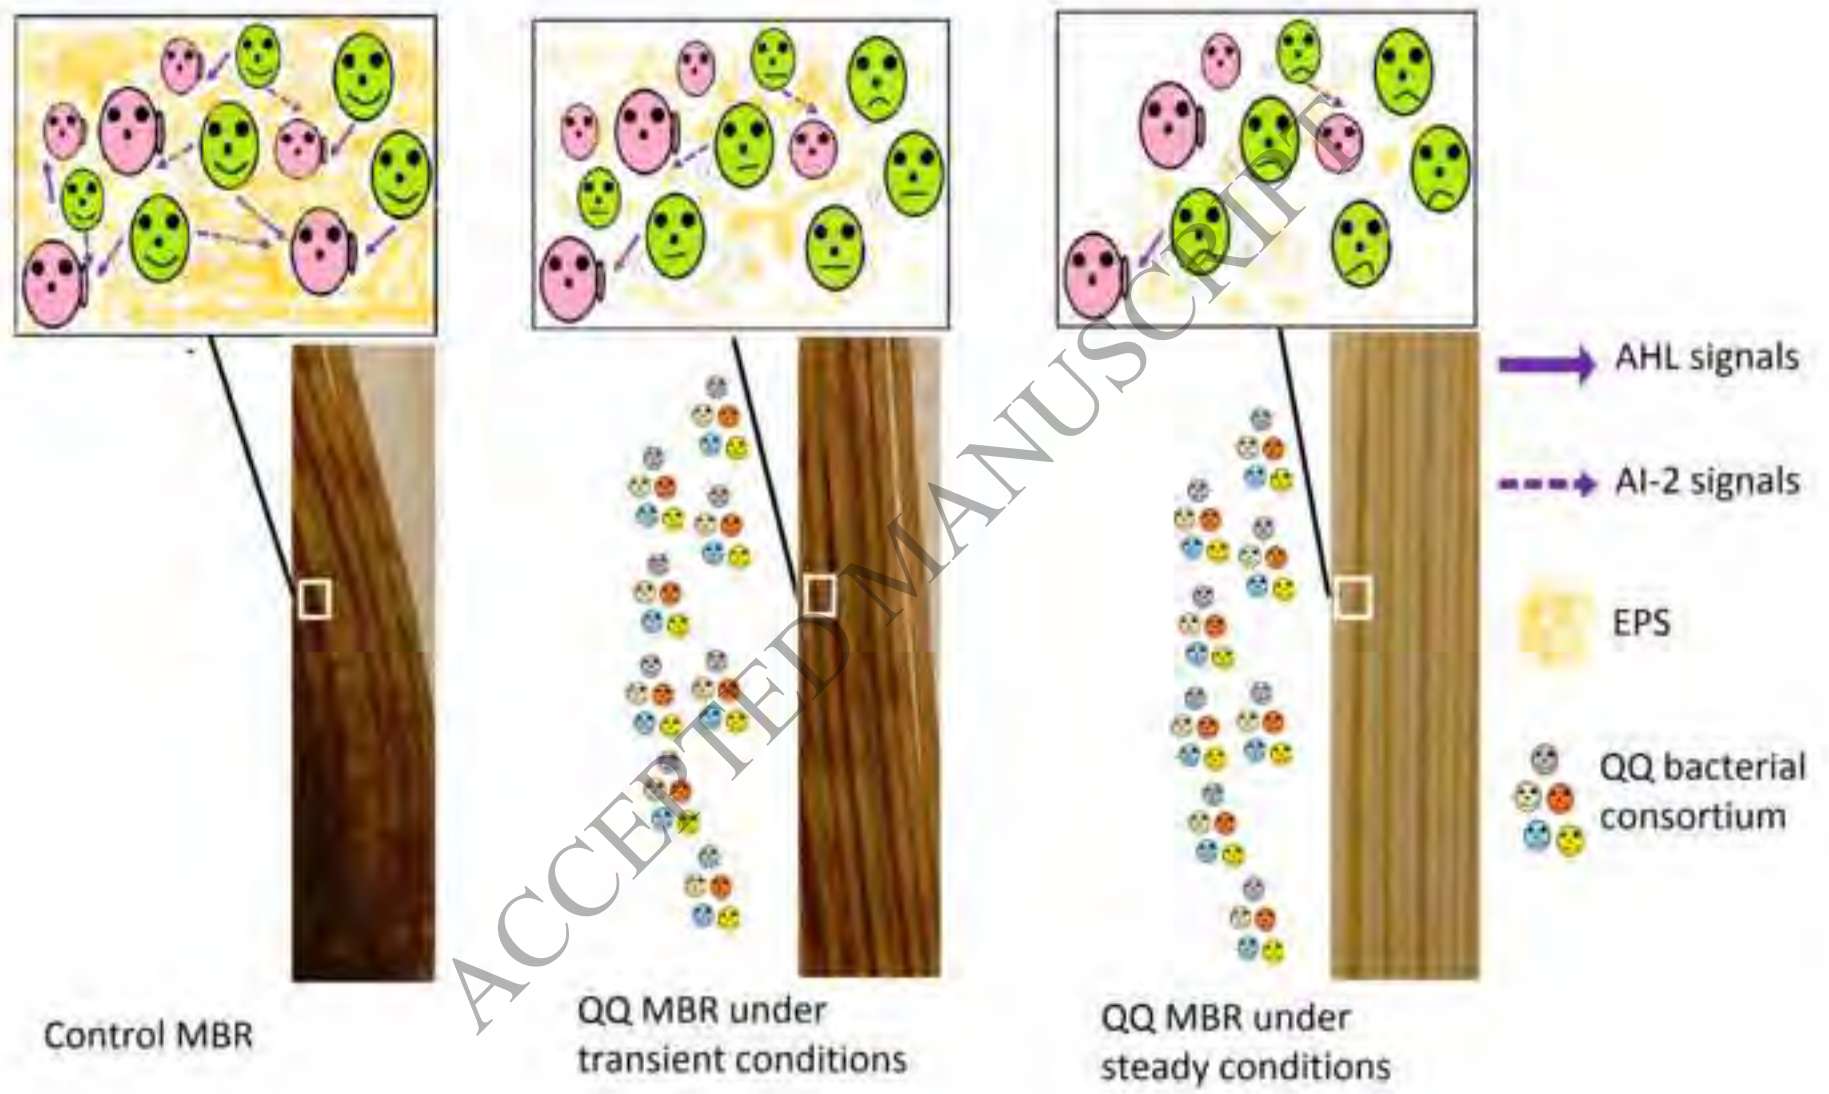 AHL signals
AI-2 signals
EPS
QQ bacterial
consortium
ACCEPTED MANUSCRIPT
Control MBR
QQ MBR under
transient conditions
QQ MBR under
steady conditions